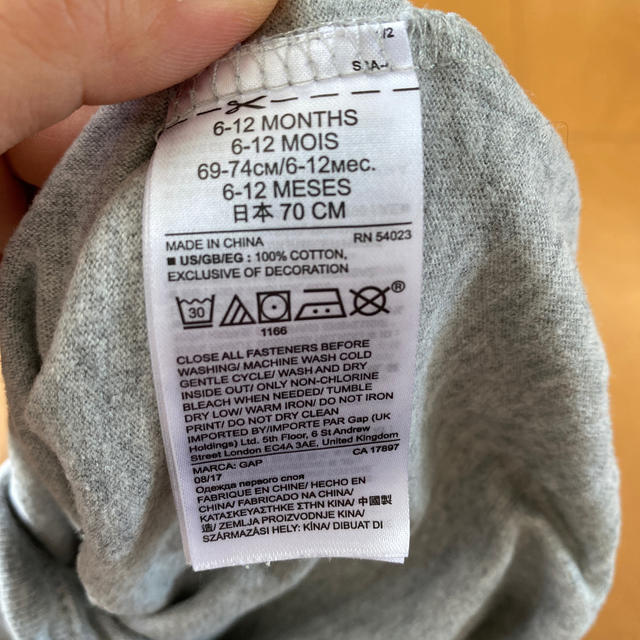 /2
6-12 MONTHS
6-12 MOIS
69-74см/6-12мес.
6-12 MESES
日本 70 CM
MADE IN CHINA RN 54023
■ US/GB/EG : 100% COTTON,
EXCLUSIVE OF DECORATION
30 ®
1166
CLOSE ALL FASTENERS BEFORE
WASHING/ MACHINE WASH COLD
GENTLE CYCLE/ WASH AND DRY
INSIDE OUT/ ONLY NON-CHLORINE
BLEACH WHEN NEEDED/ TUMBLE
DRY LOW/ WARM IRON/ DO NOT IRON
PRINT/ DO NOT DRY CLEAN
IMPORTED BY/IMPORTE PAR Gap (UK
Holdings) Ltd. 5th Floor, 6 St Andrew
Street London EC4A 3AE, United Kingdom
MARCA: GAP CA 17897
08/17
Одежда первого слоя
FABRIQUE EN CHINE/ HECHO EN
CHINA/ FABRICADO NA CHINA/
ΚΑΤΑΣΚΕΥΑΣΤΗΚΕ ΣΤΗΝ ΚΙΝΑ/ 中國製
造/ ZEMLJA PROIZVODNJE KINA/
SZÁRMAZÁSI HELY: KÍNA/ DIBUAT DI